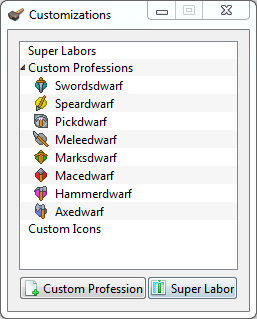 Customizations
Super Labors
Custom Professions
Swordsdwarf
Speardwarf
Pickdwarf
Meleedwarf
Marksdwarf
Macedwarf
Hammerdwarf
Axedwarf
Custom Icons
Custom Profession
Super Labor